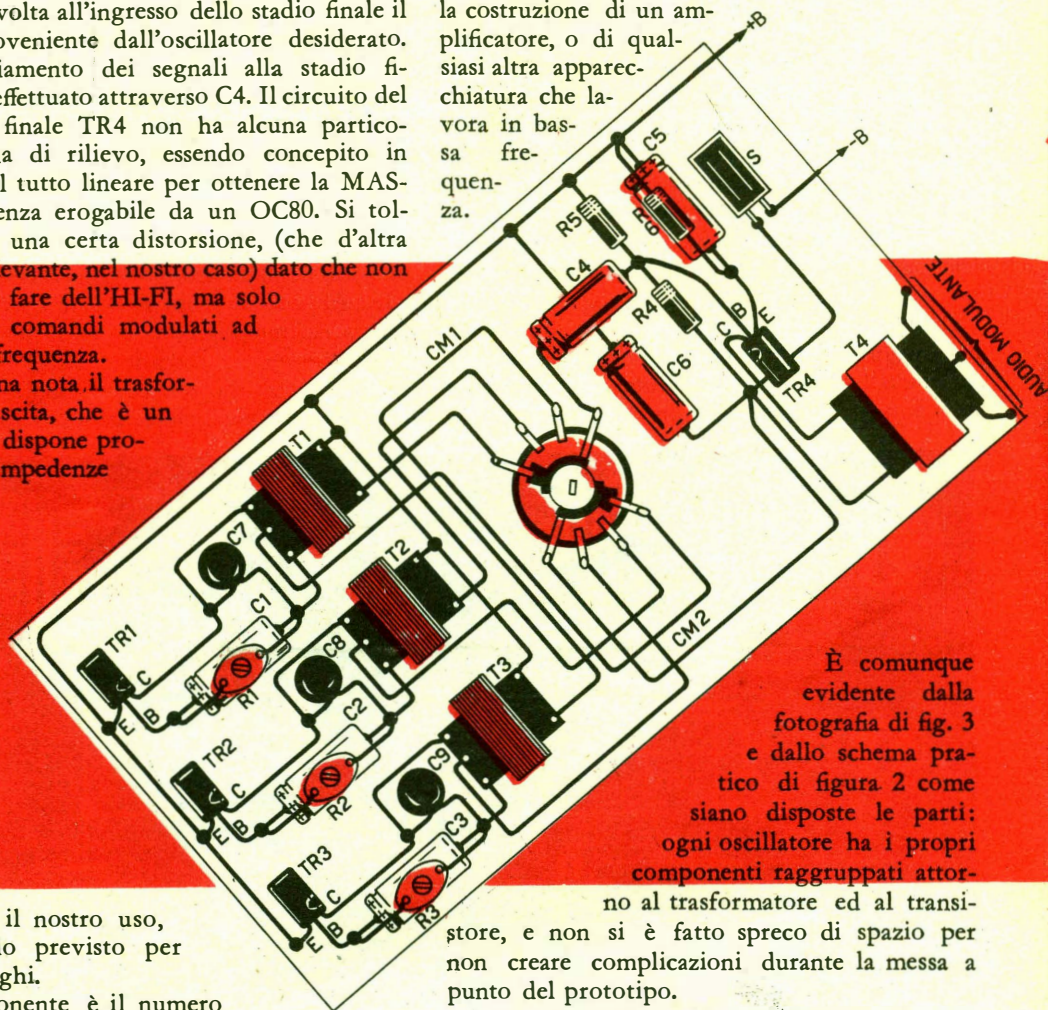 volta all'ingresso dello stadio finale il
oveniente dall'oscillatore desiderato.
iamento dei segnali alla stadio fi-
effettuato attraverso C4. Il circuito del
finale TR4 non ha alcuna partico-
a di rilievo, essendo concepito in
l tutto lineare per ottenere la MAS-
enza erogabile da un OC80. Si tol-
una certa distorsione, (che d'altra
levante, nel nostro caso) dato che non
fare dell'HI-FI, ma solo
comandi modulati ad
frequenza.
na nota il trasfor-
scita, che è un
dispone pro-
mpedenze
il nostro uso,
io previsto per
ghi.
onente è il numero
la costruzione di un am-
plificatore, o di qual-
siasi altra apparec-
chiatura che la-
vora in bas-
sa fre-
quen-
za.
+B
-B
C5
S
R6
R5
C4
R4
B
E
C
C6
TR4
T4
AUDIO MODULANTE
CM1
T1
C7
C1
T2
TR1
C
+
R1
E
B
C8
C2
T3
CM2
TR2
C
+
R2
E
B
C9
C3
TR3
C
+
R3
E
B
È comunque
evidente dalla
fotografia di fig. 3
e dallo schema pra-
tico di figura 2 come
siano disposte le parti:
ogni oscillatore ha i propri
componenti raggruppati attor-
no al trasformatore ed al transi-
store, e non si è fatto spreco di spazio per
non creare complicazioni durante la messa a
punto del prototipo.